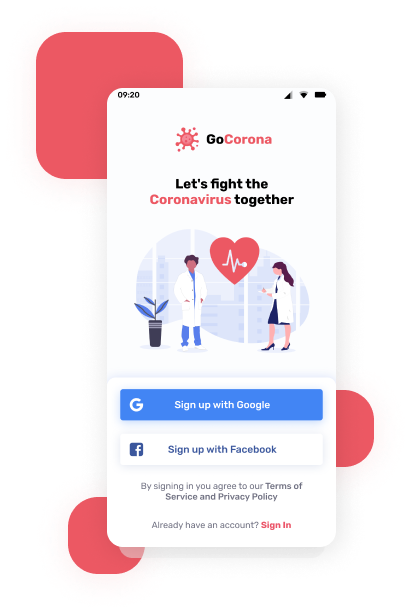 09:20
GoCorona
Let's fight the
Coronavirus together
Sign up with Google
Sign up with Facebook
By signing in you agree to our Terms of
Service and Privacy Policy
Already have an account? Sign In